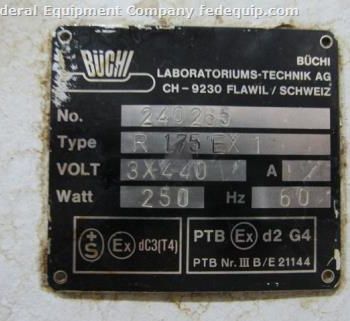 deral Equipment Company fedequip.com
BÜCHI
BÜCHI
LABORATORIUMS-TECHNIK AG
CH-9230 FLAWIL / SCHWEIZ
No. 240265
Type R 175 EX 1
VOLT 3X440 A
Watt 250 Hz 60
+S Ex dC3(T4) PTB Ex d2 G4
PTB Nr. III B/E 21144